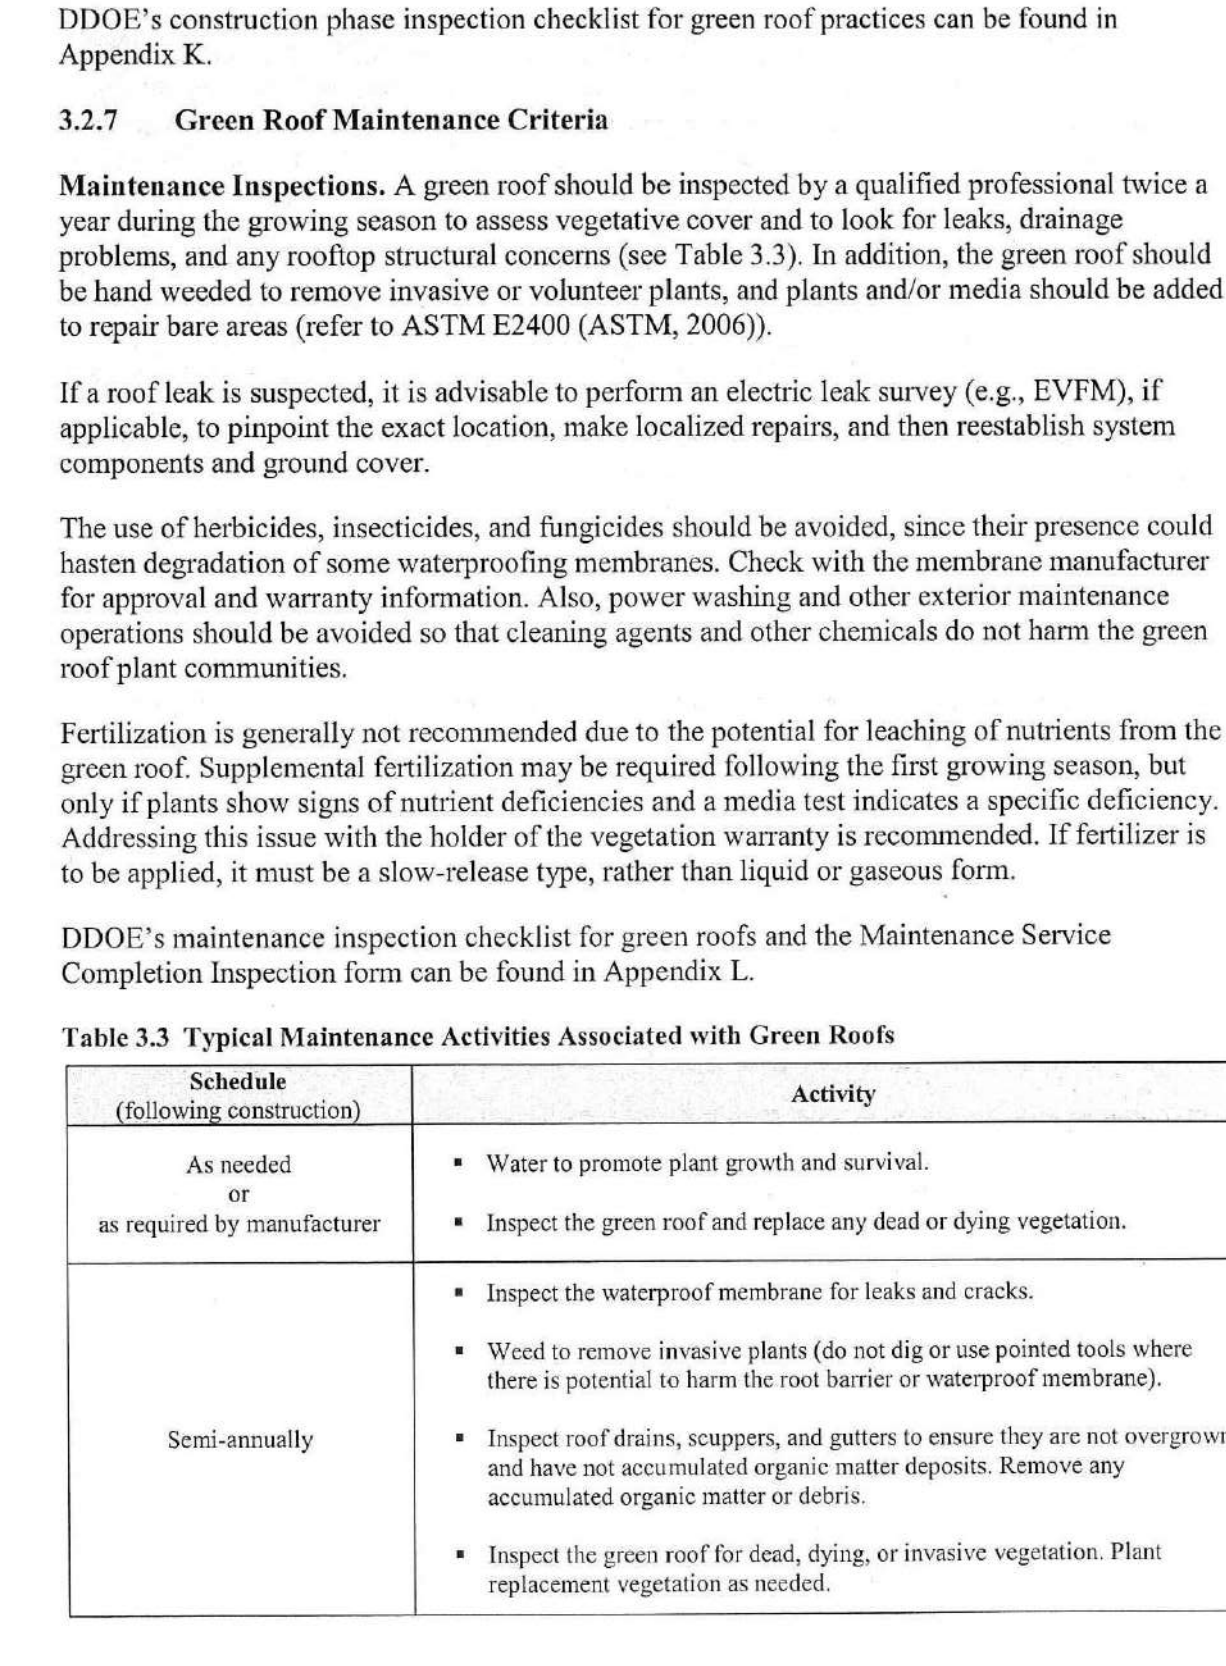 DDOE's construction phase inspection checklist for green roof practices can be found in
Appendix K.
3.2.7 Green Roof Maintenance Criteria
Maintenance Inspections. A green roof should be inspected by a qualified professional twice a
year during the growing season to assess vegetative cover and to look for leaks, drainage
problems, and any rooftop structural concerns (see Table 3.3). In addition, the green roof should
be hand weeded to remove invasive or volunteer plants, and plants and/or media should be added
to repair bare areas (refer to ASTM E2400 (ASTM, 2006)).
If a roof leak is suspected, it is advisable to perform an electric leak survey (e.g., EVFM), if
applicable, to pinpoint the exact location, make localized repairs, and then reestablish system
components and ground cover.
The use of herbicides, insecticides, and fungicides should be avoided, since their presence could
hasten degradation of some waterproofing membranes. Check with the membrane manufacturer
for approval and warranty information. Also, power washing and other exterior maintenance
operations should be avoided so that cleaning agents and other chemicals do not harm the green
roof plant communities.
Fertilization is generally not recommended due to the potential for leaching of nutrients from the
green roof. Supplemental fertilization may be required following the first growing season, but
only if plants show signs of nutrient deficiencies and a media test indicates a specific deficiency.
Addressing this issue with the holder of the vegetation warranty is recommended. If fertilizer is
to be applied, it must be a slow-release type, rather than liquid or gaseous form.
DDOE's maintenance inspection checklist for green roofs and the Maintenance Service
Completion Inspection form can be found in Appendix L.
Table 3.3 Typical Maintenance Activities Associated with Green Roofs
Schedule
(following construction)
Activity
As needed
or
as required by manufacturer
▪ Water to promote plant growth and survival.
▪ Inspect the green roof and replace any dead or dying vegetation.
Semi-annually
▪ Inspect the waterproof membrane for leaks and cracks.
▪ Weed to remove invasive plants (do not dig or use pointed tools where
there is potential to harm the root barrier or waterproof membrane).
▪ Inspect roof drains, scuppers, and gutters to ensure they are not overgrown
and have not accumulated organic matter deposits. Remove any
accumulated organic matter or debris.
▪ Inspect the green roof for dead, dying, or invasive vegetation. Plant
replacement vegetation as needed.